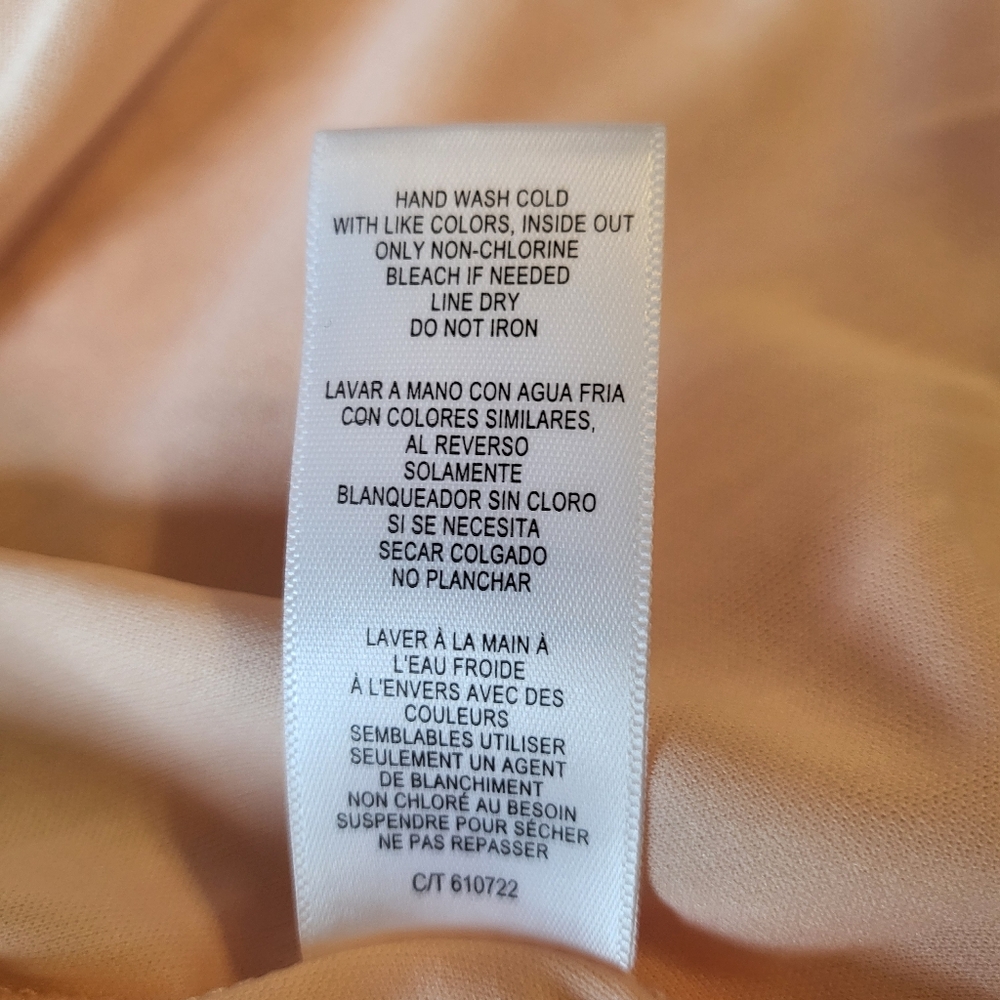 HAND WASH COLD
WITH LIKE COLORS, INSIDE OUT
ONLY NON-CHLORINE
BLEACH IF NEEDED
LINE DRY
DO NOT IRON
LAVAR A MANO CON AGUA FRIA
CON COLORES SIMILARES,
AL REVERSO
SOLAMENTE
BLANQUEADOR SIN CLORO
SI SE NECESITA
SECAR COLGADO
NO PLANCHAR
LAVER À LA MAIN À
L'EAU FROIDE
À L'ENVERS AVEC DES
COULEURS
SEMBLABLES UTILISER
SEULEMENT UN AGENT
DE BLANCHIMENT
NON CHLORÉ AU BESOIN
SUSPENDRE POUR SÉCHER
NE PAS REPASSER
C/T 610722